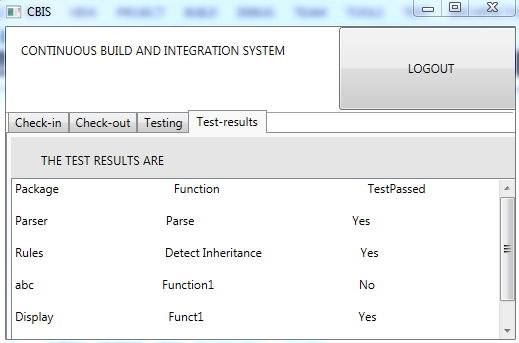 CBIS
CONTINUOUS BUILD AND INTEGRATION SYSTEM
LOGOUT
Check-in Check-out Testing Test-results
THE TEST RESULTS ARE
Package Function TestPassed
Parser Parse Yes
Rules Detect Inheritance Yes
abc Function1 No
Display Funct1 Yes